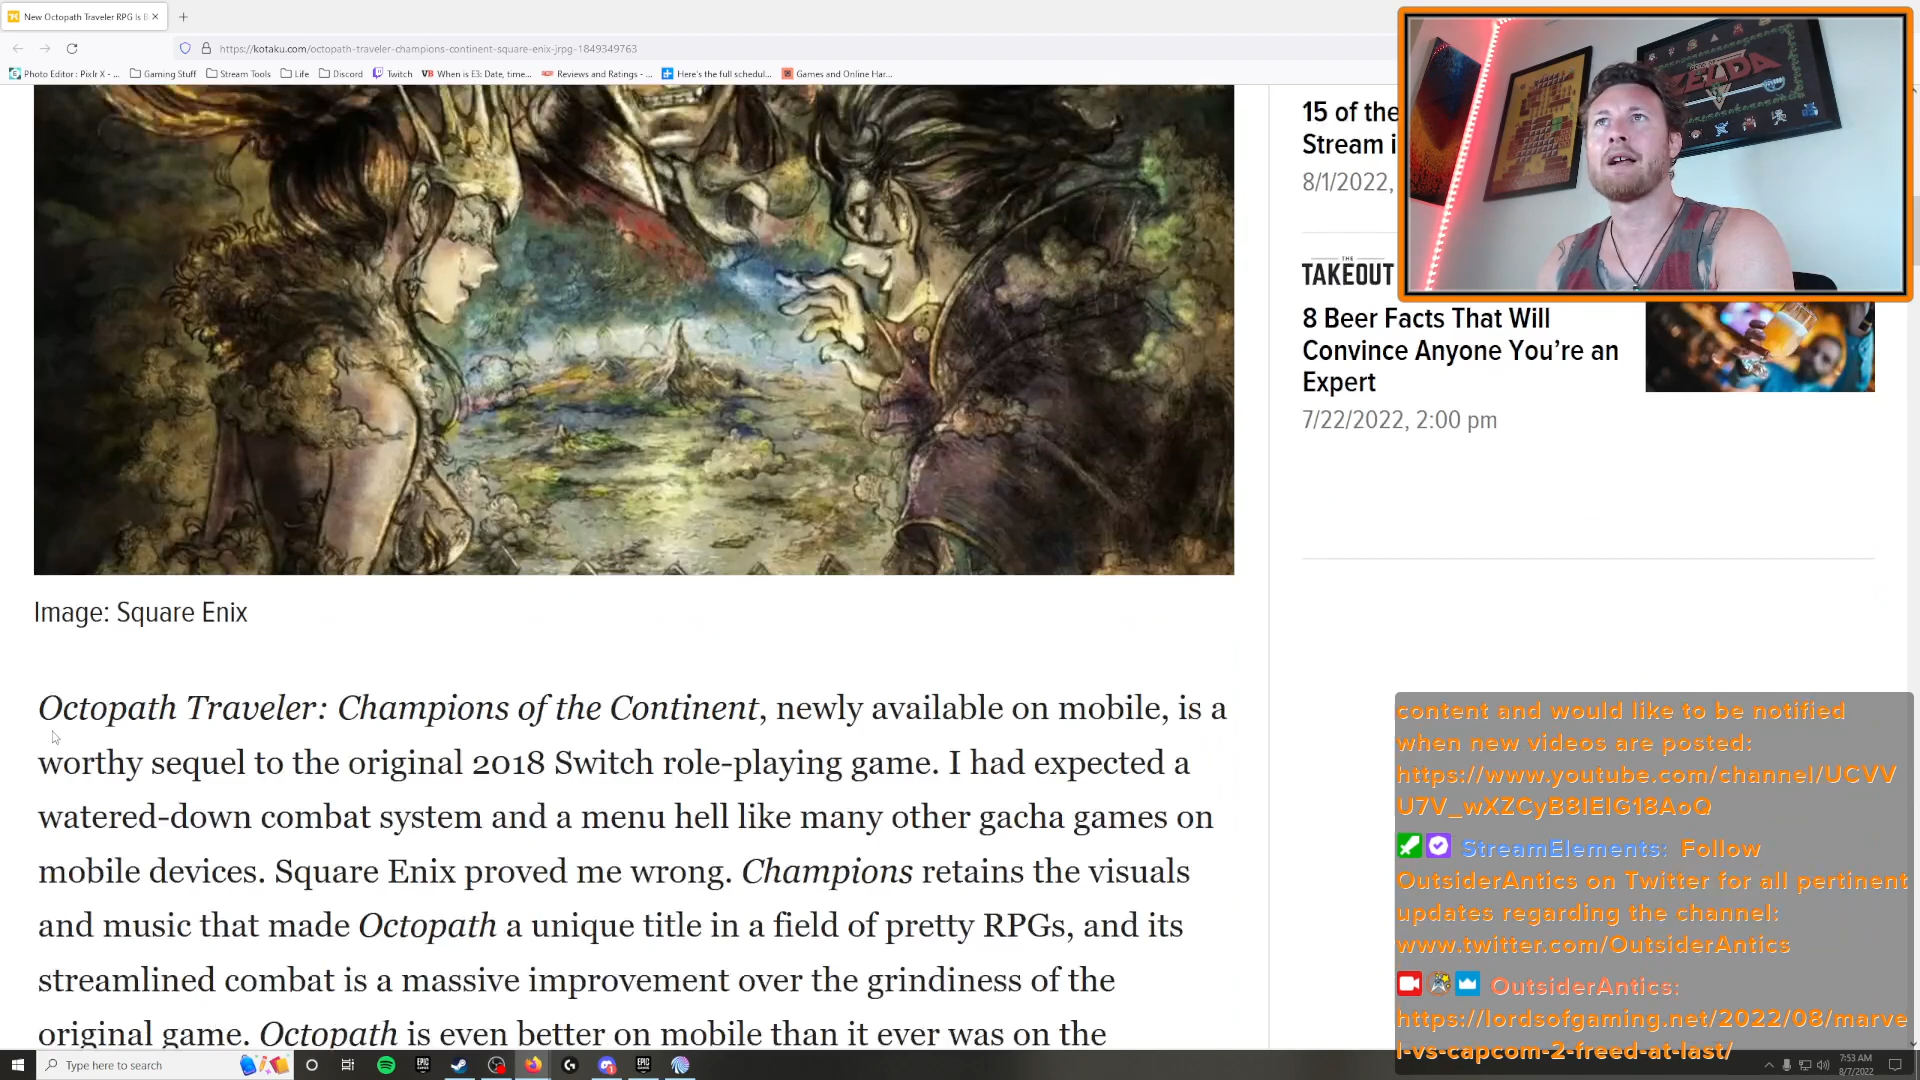 New Octopath Traveler RPG Is B
https://kotaku.com/octopath-traveler-champions-continent-square-enix-jrpg-1849349763
Photo Editor : Pixlr X - ...
Gaming Stuff
Stream Tools
Life
Discord
Twitch
When is E3: Date, time...
Reviews and Ratings - ...
Here's the full schedul...
Games and Online Har...
ZELDA
15 of the
Stream i
8/1/2022,
THE
TAKEOUT
8 Beer Facts That Will
Convince Anyone You're an
Expert
7/22/2022, 2:00 pm
Image: Square Enix
Octopath Traveler: Champions of the Continent, newly available on mobile, is a
worthy sequel to the original 2018 Switch role-playing game. I had expected a
watered-down combat system and a menu hell like many other gacha games on
mobile devices. Square Enix proved me wrong. Champions retains the visuals
and music that made Octopath a unique title in a field of pretty RPGs, and its
streamlined combat is a massive improvement over the grindiness of the
original game. Octopath is even better on mobile than it ever was on the
content and would like to be notified
when new videos are posted:
https://www.youtube.com/channel/UCVV
U7V_wXZCyB8IEIG18AoQ
StreamElements: Follow
OutsiderAntics on Twitter for all pertinent
updates regarding the channel:
www.twitter.com/OutsiderAntics
OutsiderAntics:
https://lordsofgaming.net/2022/08/marve
l-vs-capcom-2-freed-at-last/
Type here to search
7:53 AM
8/7/2022